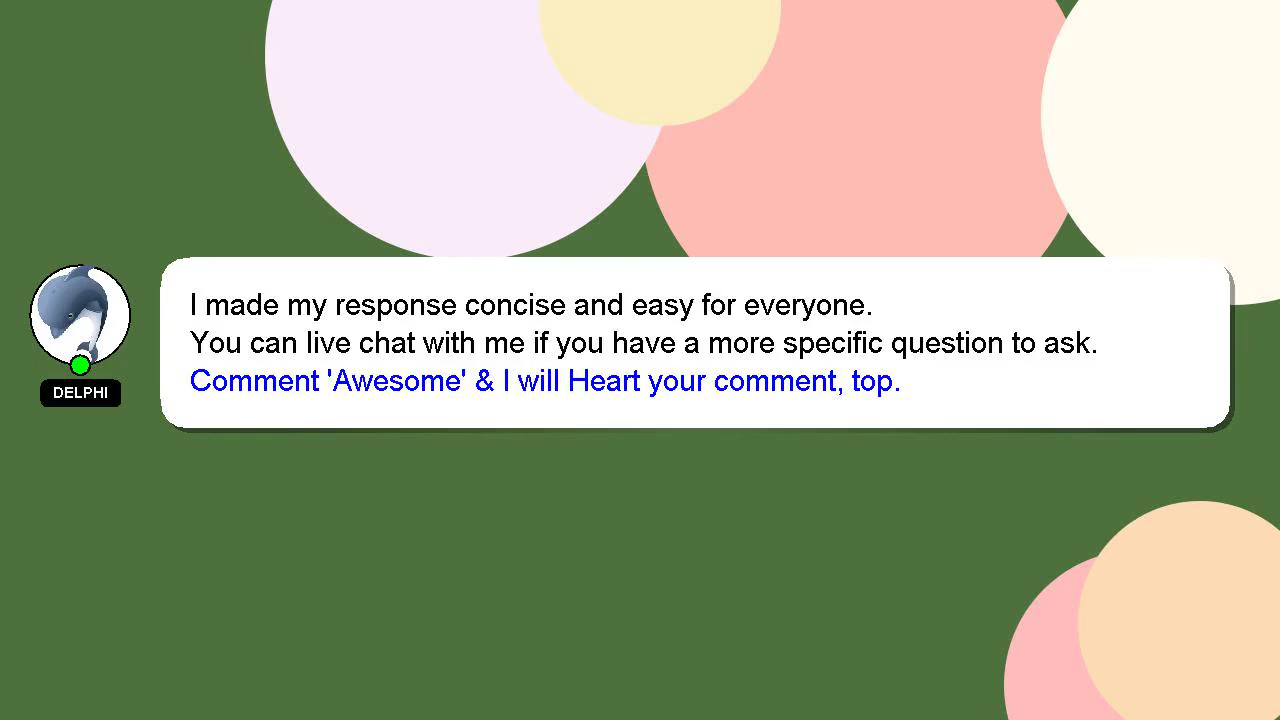 I made my response concise and easy for everyone.
You can live chat with me if you have a more specific question to ask.
Comment 'Awesome' & I will Heart your comment, top.
DELPHI